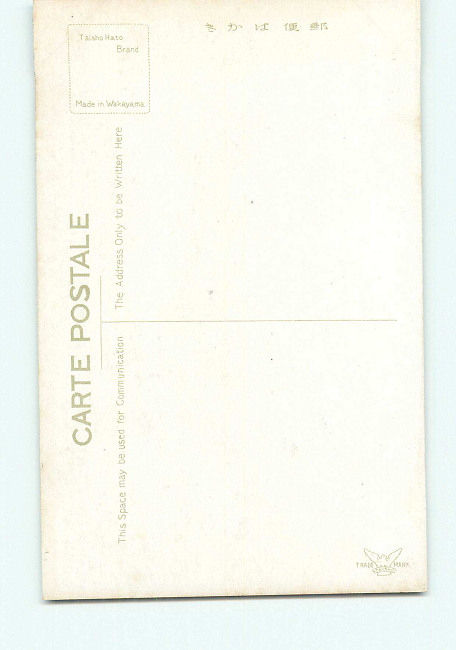 Taisho Hato
Brand
Made in Wakayama
きかは便郵
CARTE POSTALE
The Address Only to be Written Here
This Space may be used for Communication
TRADE MARK